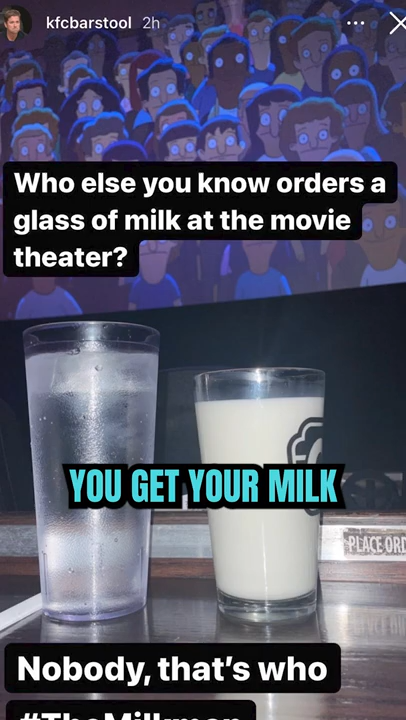 kfcbarstool 2h
Who else you know orders a
glass of milk at the movie
theater?
YOU GET YOUR MILK
PLACE ORD
Nobody, that's who
#TheMilkman